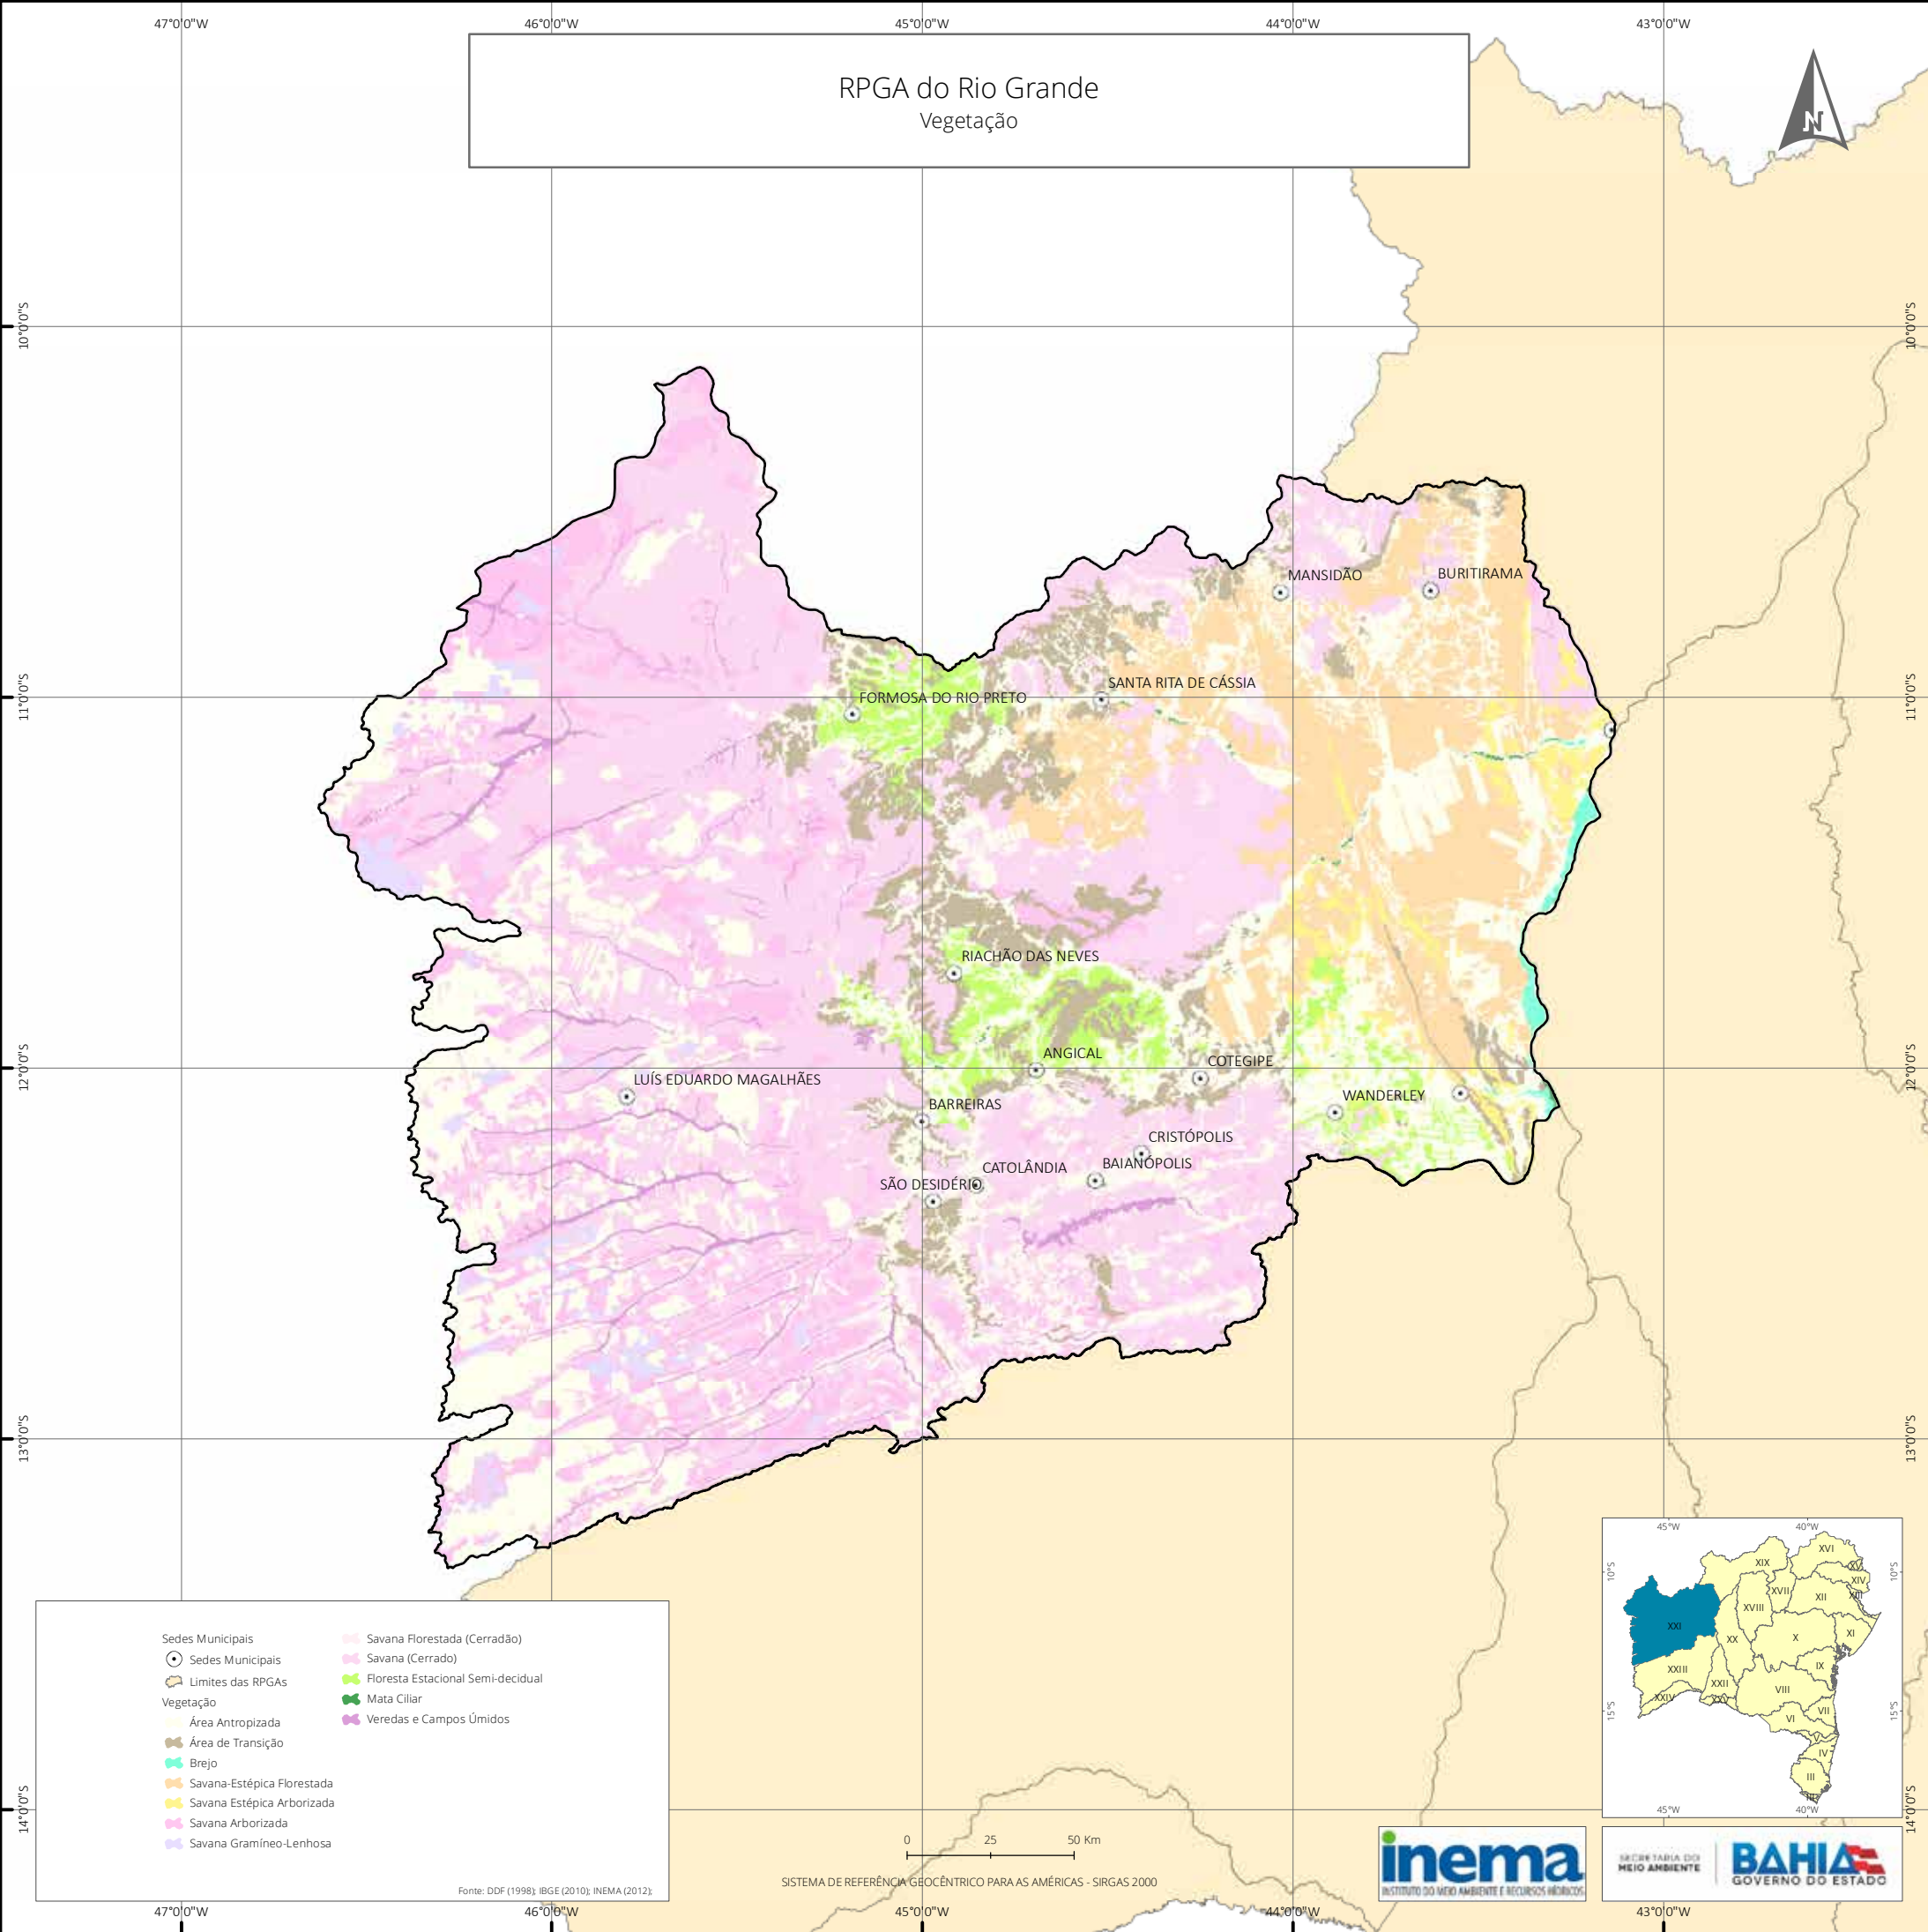 47°0'0"W 46°0'0"W 45°0'0"W 44°0'0"W 43°0'0"W
RPGA do Rio Grande
Vegetação
N
10°0'0"S 10°0'0"S
MANSIDÃO
BURITIRAMA
SANTA RITA DE CÁSSIA
FORMOSA DO RIO PRETO
11°0'0"S 11°0'0"S
RIACHÃO DAS NEVES
ANGICAL
COTEGIPE
12°0'0"S 12°0'0"S
LUÍS EDUARDO MAGALHÃES
WANDERLEY
BARREIRAS
CRISTÓPOLIS
BAIANÓPOLIS
CATOLÂNDIA
SÃO DESIDÉRIO
13°0'0"S 13°0'0"S
45°W 40°W
10°S 10°S
XVI
XIX
XV
XIV
XVII
XII
XIII
XVIII
XXI
XI
XX
X
IX
XXIII
XXII
VIII
XXIV
VII
VI
V
IV
III
15°S 15°S
45°W 40°W
Sedes Municipais
Sedes Municipais
Limites das RPGAs
Vegetação
Área Antropizada
Área de Transição
Brejo
Savana-Estépica Florestada
Savana Estépica Arborizada
Savana Arborizada
Savana Gramíneo-Lenhosa
Savana Florestada (Cerradão)
Savana (Cerrado)
Floresta Estacional Semi-decidual
Mata Ciliar
Veredas e Campos Úmidos
Fonte: DDF (1998); IBGE (2010); INEMA (2012);
14°0'0"S 14°0'0"S
0 25 50 Km
SISTEMA DE REFERÊNCIA GEOCÊNTRICO PARA AS AMÉRICAS - SIRGAS 2000
inema
INSTITUTO DO MEIO AMBIENTE E RECURSOS HÍDRICOS
SECRETARIA DO
MEIO AMBIENTE
BAHIA
GOVERNO DO ESTADO
47°0'0"W 46°0'0"W 45°0'0"W 44°0'0"W 43°0'0"W